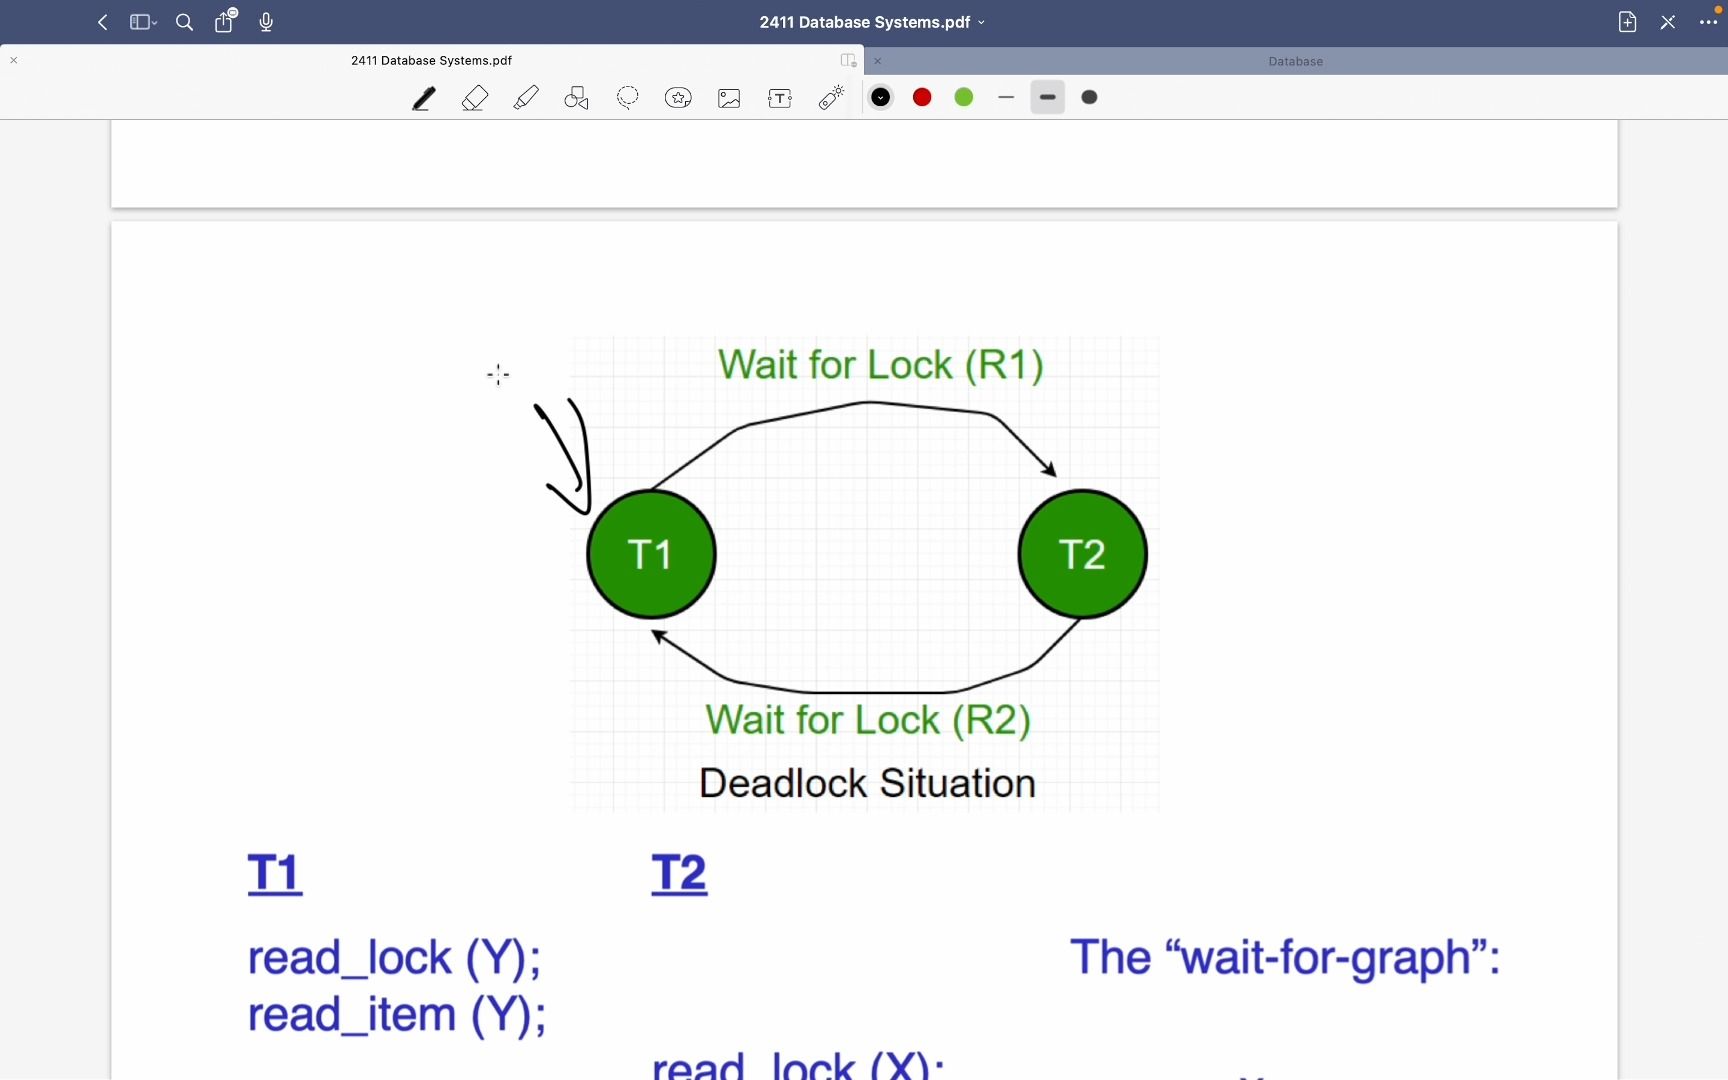 2411 Database Systems.pdf
2411 Database Systems.pdf
Database
Wait for Lock (R1)
T1
T2
Wait for Lock (R2)
Deadlock Situation
T1
T2
read_lock (Y);
The “wait-for-graph”:
read_item (Y);
read_lock (X);